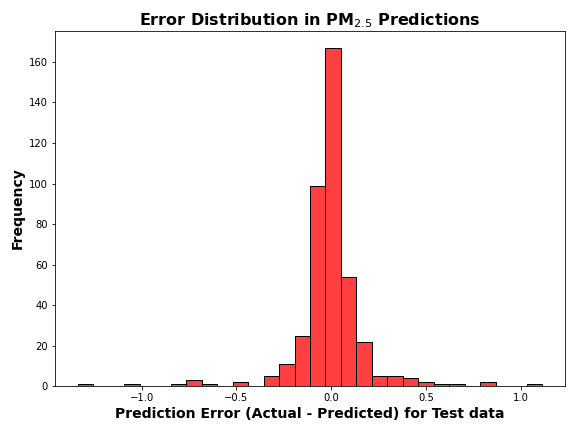 Error Distribution in PM2.5 Predictions
160
140
120
100
80
60
40
20
0
Frequency
−1.0 −0.5 0.0 0.5 1.0
Prediction Error (Actual - Predicted) for Test data